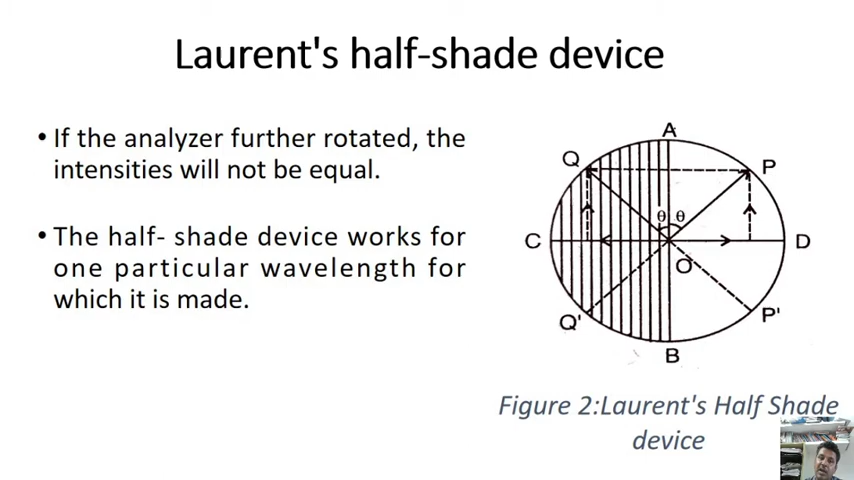 Laurent's half-shade device
• If the analyzer further rotated, the
intensities will not be equal.
• The half- shade device works for
one particular wavelength for
which it is made.
A
Q
P
θ θ
C
D
O
Q'
P'
B
Figure 2:Laurent's Half Shade
device